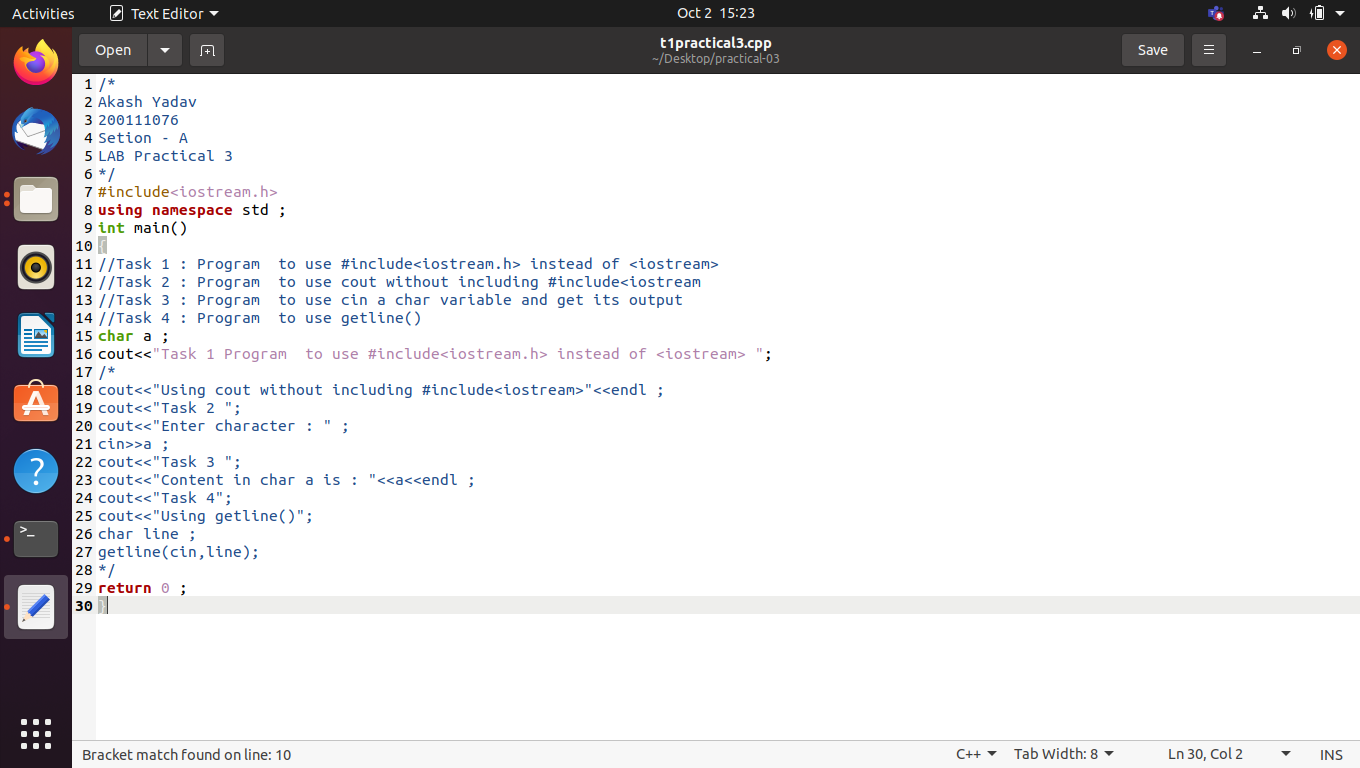 Activities Text Editor Oct 2 15:23
Open t1practical3.cpp Save
~/Desktop/practical-03
1 /*
2 Akash Yadav
3 200111076
4 Setion - A
5 LAB Practical 3
6 */
7 #include<iostream.h>
8 using namespace std ;
9 int main()
10 {
11 //Task 1 : Program  to use #include<iostream.h> instead of <iostream>
12 //Task 2 : Program  to use cout without including #include<iostream
13 //Task 3 : Program  to use cin a char variable and get its output
14 //Task 4 : Program  to use getline()
15 char a ;
16 cout<<"Task 1 Program  to use #include<iostream.h> instead of <iostream> ";
17 /*
18 cout<<"Using cout without including #include<iostream>"<<endl ;
19 cout<<"Task 2 ";
20 cout<<"Enter character : " ;
21 cin>>a ;
22 cout<<"Task 3 ";
23 cout<<"Content in char a is : "<<a<<endl ;
24 cout<<"Task 4";
25 cout<<"Using getline()";
26 char line ;
27 getline(cin,line);
28 */
29 return 0 ;
30 }
Bracket match found on line: 10 C++ Tab Width: 8 Ln 30, Col 2 INS